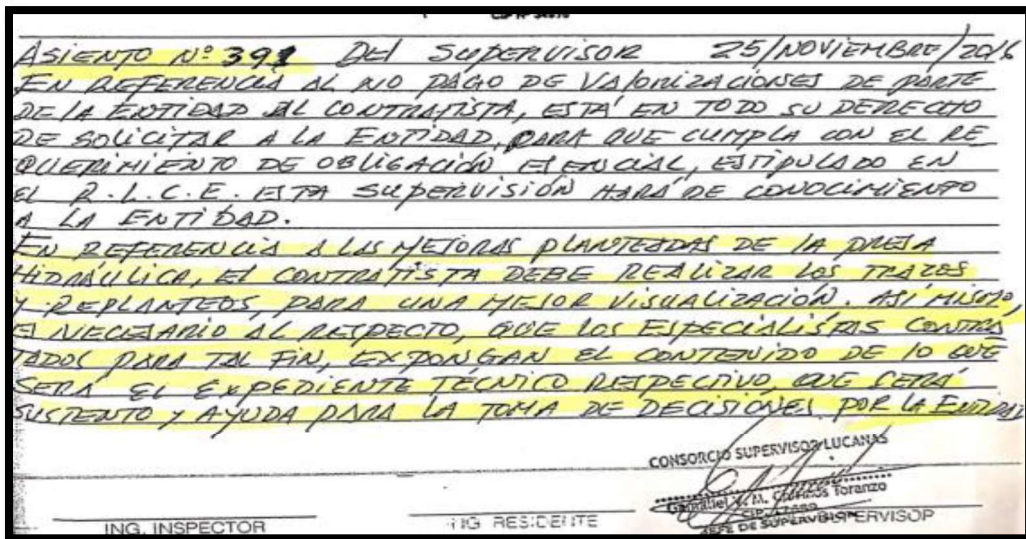 ASIENTO Nº 391 DEL SUPERVISOR 25/NOVIEMBRE/2016
EN REFERENCIA AL NO PAGO DE VALORIZACIONES DE PARTE
DE LA ENTIDAD AL CONTRATISTA, ESTÁ EN TODO SU DERECHO
DE SOLICITAR A LA ENTIDAD, PARA QUE CUMPLA CON EL RE
QUERIMIENTO DE OBLIGACIÓN ESENCIAL, ESTIPULADO EN
EL R.L.C.E. ESTA SUPERVISIÓN HARÁ DE CONOCIMIENTO
A LA ENTIDAD.
EN REFERENCIA A LAS MEJORAS PLANTEADAS DE LA PRESA
HIDRÁULICA, EL CONTRATISTA DEBE REALIZAR LOS TRAZOS
Y REPLANTEOS, PARA UNA MEJOR VISUALIZACIÓN. ASÍ MISMO,
ES NECESARIO AL RESPECTO, QUE LOS ESPECIALISTAS CONTRA
TADOS PARA TAL FIN, EXPONGAN EL CONTENIDO DE LO QUE
SERÁ EL EXPEDIENTE TÉCNICO RESPECTIVO, QUE SERÁ
SUSTENTO Y AYUDA PARA LA TOMA DE DECISIONES POR LA ENTIDAD
CONSORCIO SUPERVISOR LUCANAS
Toranzo
JEFE DE SUPERVISION
ING. INSPECTOR
ING RESIDENTE